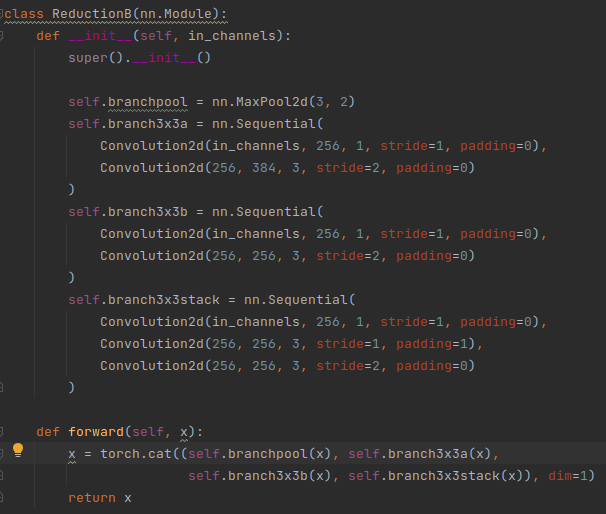 class ReductionB(nn.Module):
    def __init__(self, in_channels):
        super().__init__()

        self.branchpool = nn.MaxPool2d(3, 2)
        self.branch3x3a = nn.Sequential(
            Convolution2d(in_channels, 256, 1, stride=1, padding=0),
            Convolution2d(256, 384, 3, stride=2, padding=0)
        )
        self.branch3x3b = nn.Sequential(
            Convolution2d(in_channels, 256, 1, stride=1, padding=0),
            Convolution2d(256, 256, 3, stride=2, padding=0)
        )
        self.branch3x3stack = nn.Sequential(
            Convolution2d(in_channels, 256, 1, stride=1, padding=0),
            Convolution2d(256, 256, 3, stride=1, padding=1),
            Convolution2d(256, 256, 3, stride=2, padding=0)
        )

    def forward(self, x):
        x = torch.cat((self.branchpool(x), self.branch3x3a(x),
                       self.branch3x3b(x), self.branch3x3stack(x)), dim=1)
        return x